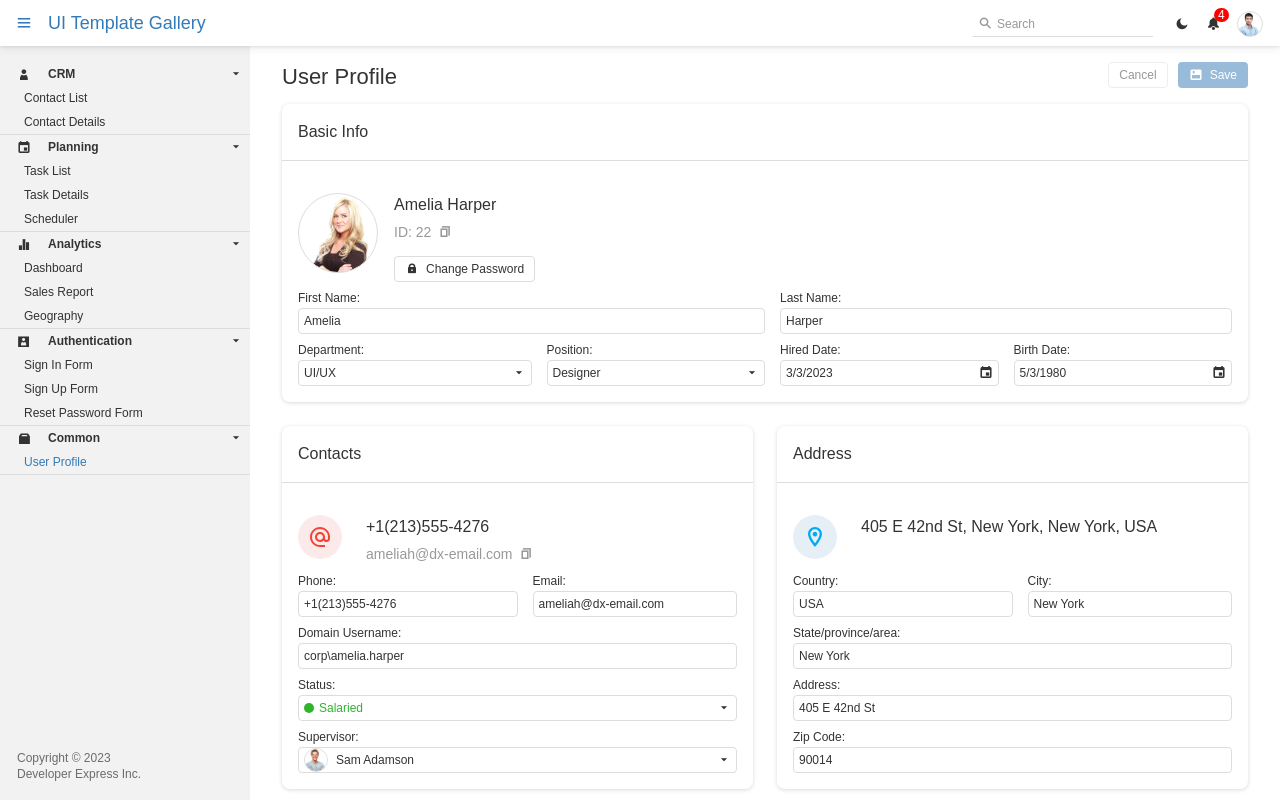 UI Template Gallery
Search
4
CRM
Contact List
Contact Details
Planning
Task List
Task Details
Scheduler
Analytics
Dashboard
Sales Report
Geography
Authentication
Sign In Form
Sign Up Form
Reset Password Form
Common
User Profile
Copyright © 2023
Developer Express Inc.
User Profile
Cancel
Save
Basic Info
Amelia Harper
ID: 22
Change Password
First Name:
Amelia
Last Name:
Harper
Department:
UI/UX
Position:
Designer
Hired Date:
3/3/2023
Birth Date:
5/3/1980
Contacts
+1(213)555-4276
ameliah@dx-email.com
Phone:
+1(213)555-4276
Email:
ameliah@dx-email.com
Domain Username:
corp\amelia.harper
Status:
Salaried
Supervisor:
Sam Adamson
Address
405 E 42nd St, New York, New York, USA
Country:
USA
City:
New York
State/province/area:
New York
Address:
405 E 42nd St
Zip Code:
90014